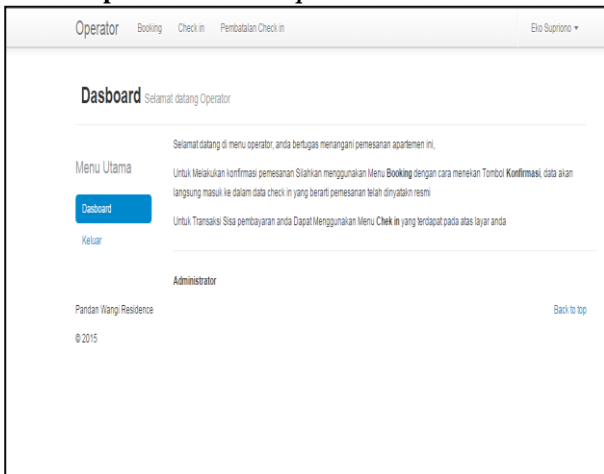 Operator Booking Check in Pembatalan Check in Eko Supriono
Dasboard Selamat datang Operator
Selamat datang di menu operator, anda bertugas menangani pemesanan apartemen ini,
Menu Utama
Untuk Melakukan konfirmasi pemesanan Silahkan menggunakan Menu Booking dengan cara menekan Tombol Konfirmasi, data akan
langsung masuk ke dalam data check in yang berarti pemesanan telah dinyatakn resmi
Dasboard
Untuk Transaksi Sisa pembayaran anda Dapat Menggunakan Menu Chek in yang terdapat pada atas layar anda
Keluar
Administrator
Pandan Wangi Residence Back to top
© 2015